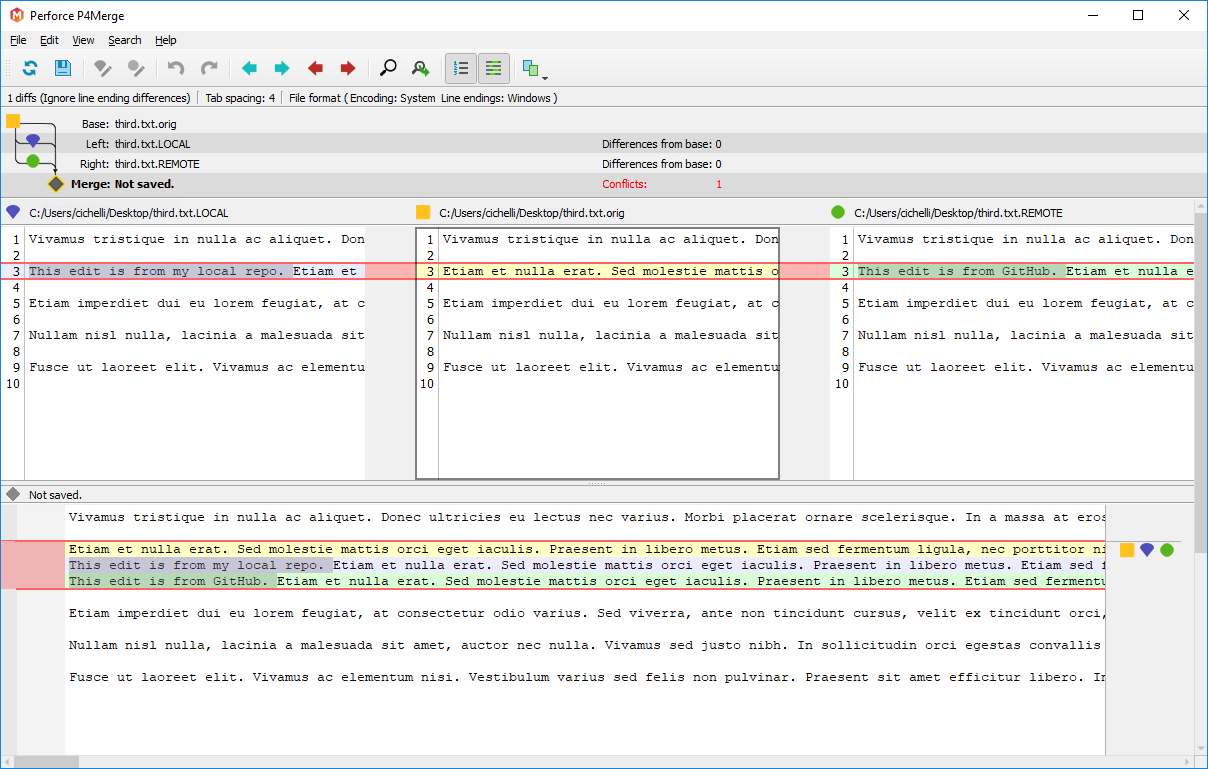 Perforce P4Merge
File Edit View Search Help
1 diffs (Ignore line ending differences) Tab spacing: 4 File format ( Encoding: System Line endings: Windows )
Base: third.txt.orig
Left: third.txt.LOCAL Differences from base: 0
Right: third.txt.REMOTE Differences from base: 0
Merge: Not saved. Conflicts: 1
C:/Users/cichelli/Desktop/third.txt.LOCAL
1 Vivamus tristique in nulla ac aliquet. Don
2
3 This edit is from my local repo. Etiam et
4
5 Etiam imperdiet dui eu lorem feugiat, at c
6
7 Nullam nisl nulla, lacinia a malesuada sit
8
9 Fusce ut laoreet elit. Vivamus ac elementu
10
C:/Users/cichelli/Desktop/third.txt.orig
1 Vivamus tristique in nulla ac aliquet. Don
2
3 Etiam et nulla erat. Sed molestie mattis o
4
5 Etiam imperdiet dui eu lorem feugiat, at c
6
7 Nullam nisl nulla, lacinia a malesuada sit
8
9 Fusce ut laoreet elit. Vivamus ac elementu
10
C:/Users/cichelli/Desktop/third.txt.REMOTE
1 Vivamus tristique in nulla ac aliquet. Don
2
3 This edit is from GitHub. Etiam et nulla e
4
5 Etiam imperdiet dui eu lorem feugiat, at c
6
7 Nullam nisl nulla, lacinia a malesuada sit
8
9 Fusce ut laoreet elit. Vivamus ac elementu
10
Not saved.
Vivamus tristique in nulla ac aliquet. Donec ultricies eu lectus nec varius. Morbi placerat ornare scelerisque. In a massa at eros
Etiam et nulla erat. Sed molestie mattis orci eget iaculis. Praesent in libero metus. Etiam sed fermentum ligula, nec porttitor ni
This edit is from my local repo. Etiam et nulla erat. Sed molestie mattis orci eget iaculis. Praesent in libero metus. Etiam sed f
This edit is from GitHub. Etiam et nulla erat. Sed molestie mattis orci eget iaculis. Praesent in libero metus. Etiam sed fermentu
Etiam imperdiet dui eu lorem feugiat, at consectetur odio varius. Sed viverra, ante non tincidunt cursus, velit ex tincidunt orci,
Nullam nisl nulla, lacinia a malesuada sit amet, auctor nec nulla. Vivamus sed justo nibh. In sollicitudin orci egestas convallis
Fusce ut laoreet elit. Vivamus ac elementum nisi. Vestibulum varius sed felis non pulvinar. Praesent sit amet efficitur libero. In